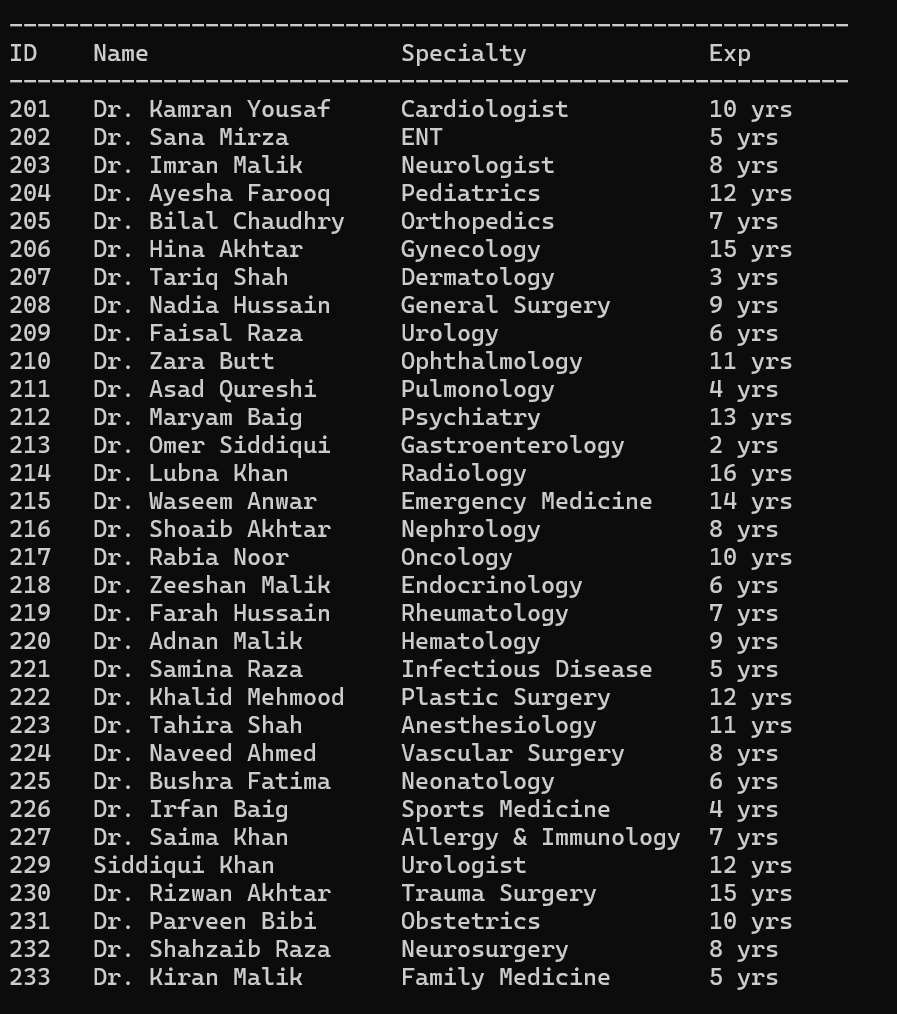 ------------------------------------------------------------
ID    Name                  Specialty             Exp
------------------------------------------------------------
201   Dr. Kamran Yousaf     Cardiologist          10 yrs
202   Dr. Sana Mirza        ENT                   5 yrs
203   Dr. Imran Malik       Neurologist           8 yrs
204   Dr. Ayesha Farooq     Pediatrics            12 yrs
205   Dr. Bilal Chaudhry    Orthopedics           7 yrs
206   Dr. Hina Akhtar       Gynecology            15 yrs
207   Dr. Tariq Shah        Dermatology           3 yrs
208   Dr. Nadia Hussain     General Surgery       9 yrs
209   Dr. Faisal Raza       Urology               6 yrs
210   Dr. Zara Butt         Ophthalmology         11 yrs
211   Dr. Asad Qureshi      Pulmonology           4 yrs
212   Dr. Maryam Baig       Psychiatry            13 yrs
213   Dr. Omer Siddiqui     Gastroenterology      2 yrs
214   Dr. Lubna Khan        Radiology             16 yrs
215   Dr. Waseem Anwar      Emergency Medicine    14 yrs
216   Dr. Shoaib Akhtar     Nephrology            8 yrs
217   Dr. Rabia Noor        Oncology              10 yrs
218   Dr. Zeeshan Malik     Endocrinology         6 yrs
219   Dr. Farah Hussain     Rheumatology          7 yrs
220   Dr. Adnan Malik       Hematology            9 yrs
221   Dr. Samina Raza       Infectious Disease    5 yrs
222   Dr. Khalid Mehmood    Plastic Surgery       12 yrs
223   Dr. Tahira Shah       Anesthesiology        11 yrs
224   Dr. Naveed Ahmed      Vascular Surgery      8 yrs
225   Dr. Bushra Fatima     Neonatology           6 yrs
226   Dr. Irfan Baig        Sports Medicine       4 yrs
227   Dr. Saima Khan        Allergy & Immunology  7 yrs
229   Siddiqui Khan         Urologist             12 yrs
230   Dr. Rizwan Akhtar     Trauma Surgery        15 yrs
231   Dr. Parveen Bibi      Obstetrics            10 yrs
232   Dr. Shahzaib Raza     Neurosurgery          8 yrs
233   Dr. Kiran Malik       Family Medicine       5 yrs